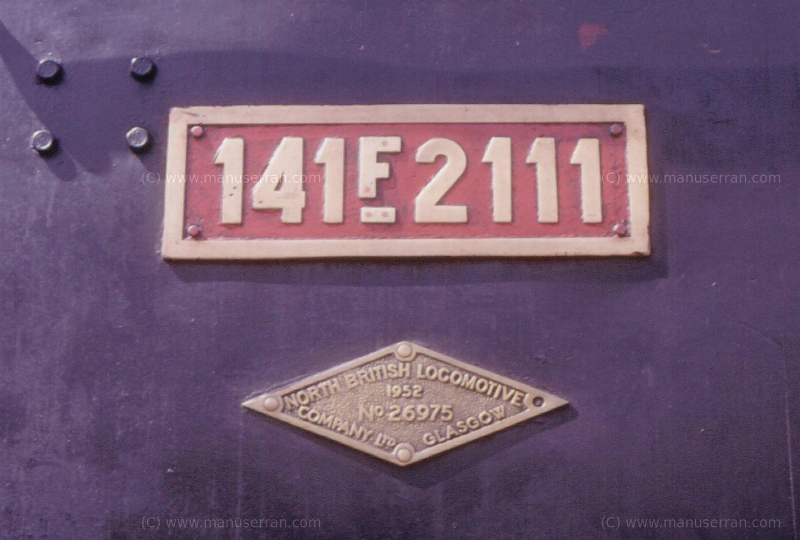 141F-2111
NORTH BRITISH LOCOMOTIVE
1952
Nº 26975
COMPANY LTD GLASGOW
(C) www.manuserran.com
(C) www.manuserran.com
(C) www.manuserran.com
(C) www.manuserran.com